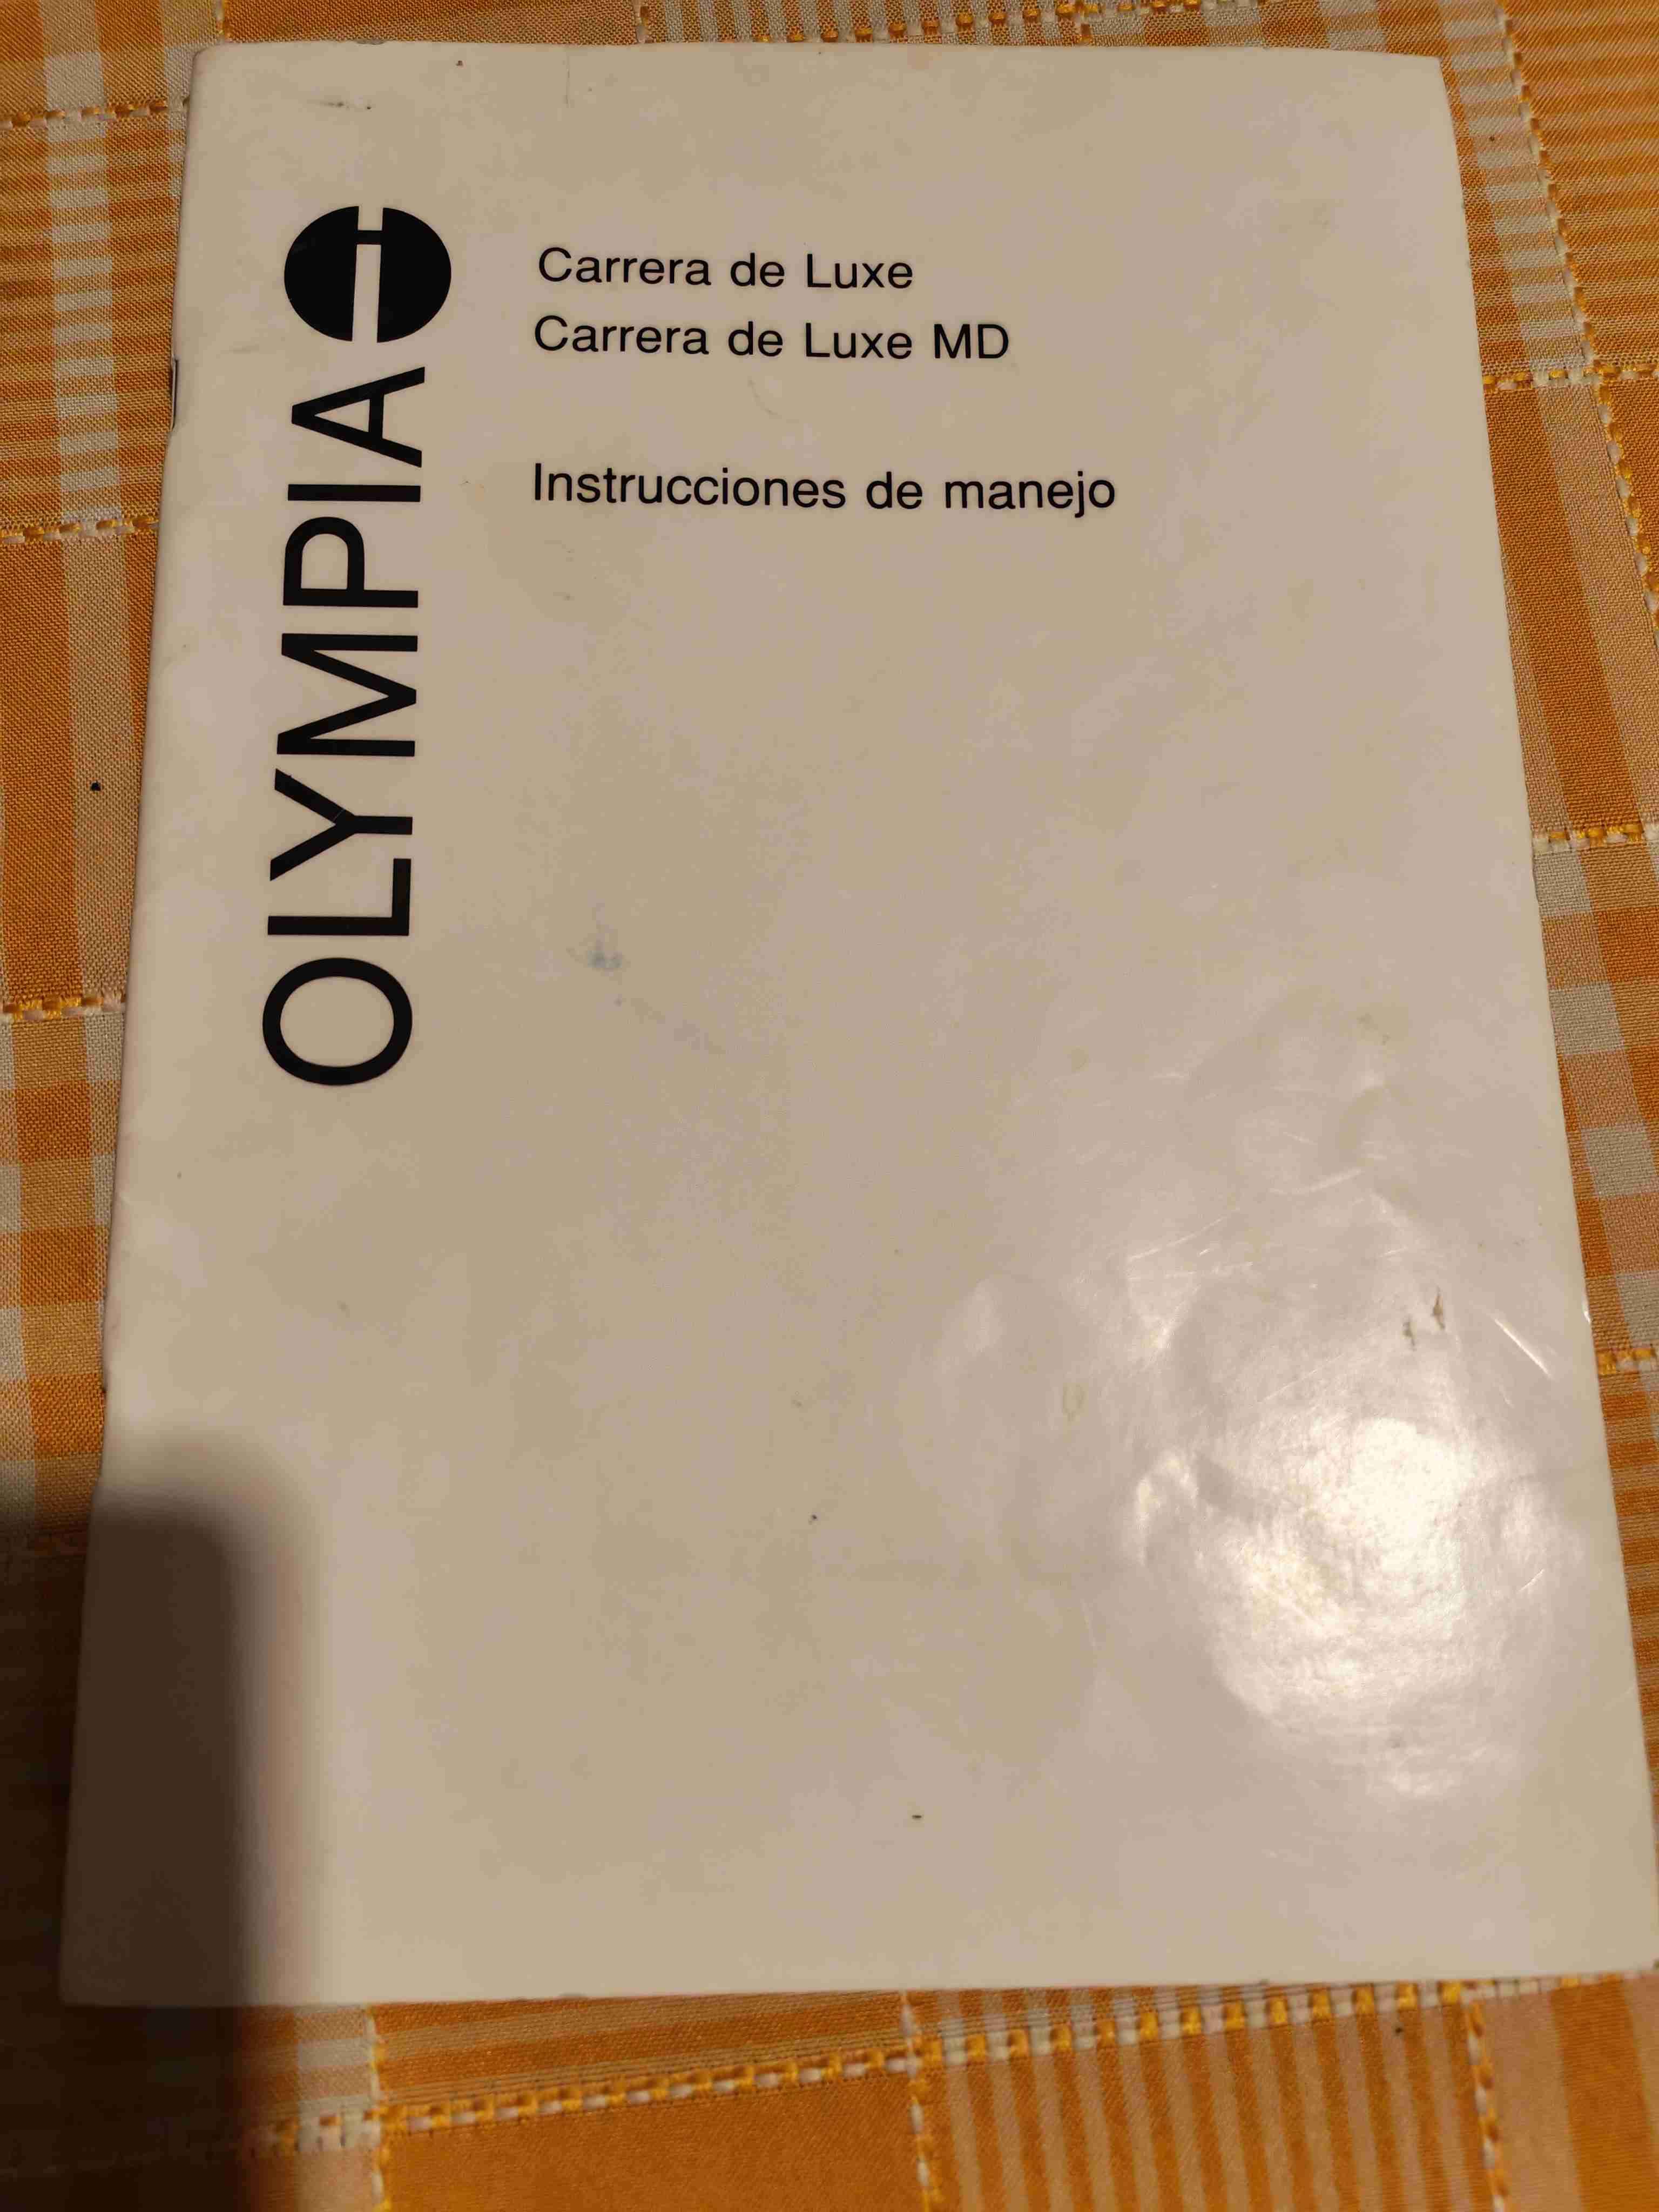 OLYMPIA
Carrera de Luxe
Carrera de Luxe MD
Instrucciones de manejo